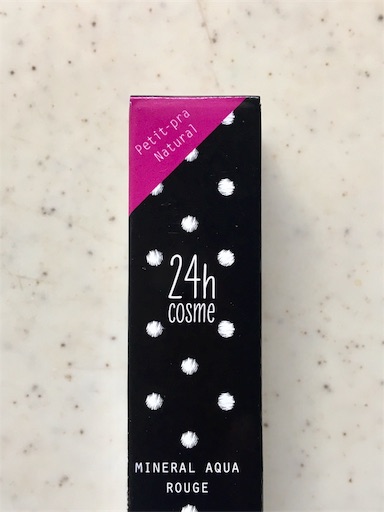 Petit-pra
Natural
24h
cosme
MINERAL AQUA
ROUGE